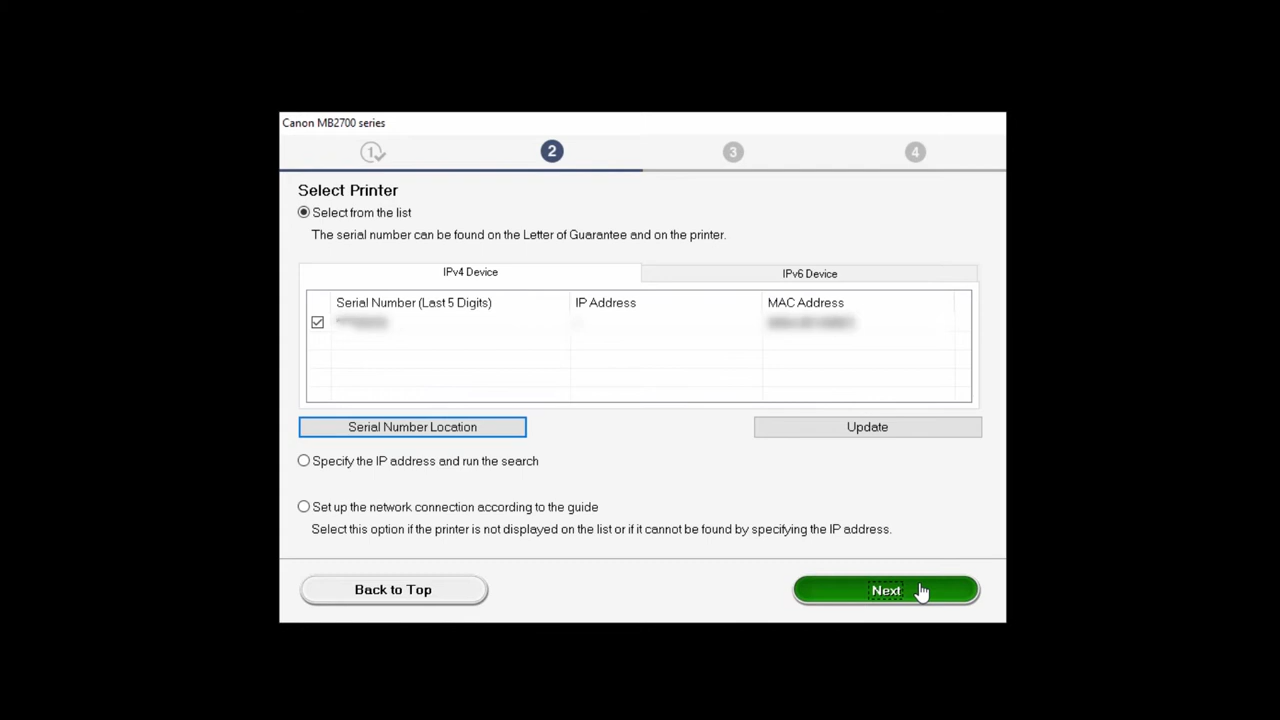 Canon MB2700 series
1 2 3 4
Select Printer
Select from the list
The serial number can be found on the Letter of Guarantee and on the printer.
IPv4 Device IPv6 Device
Serial Number (Last 5 Digits) IP Address MAC Address
Serial Number Location Update
Specify the IP address and run the search
Set up the network connection according to the guide
Select this option if the printer is not displayed on the list or if it cannot be found by specifying the IP address.
Back to Top Next